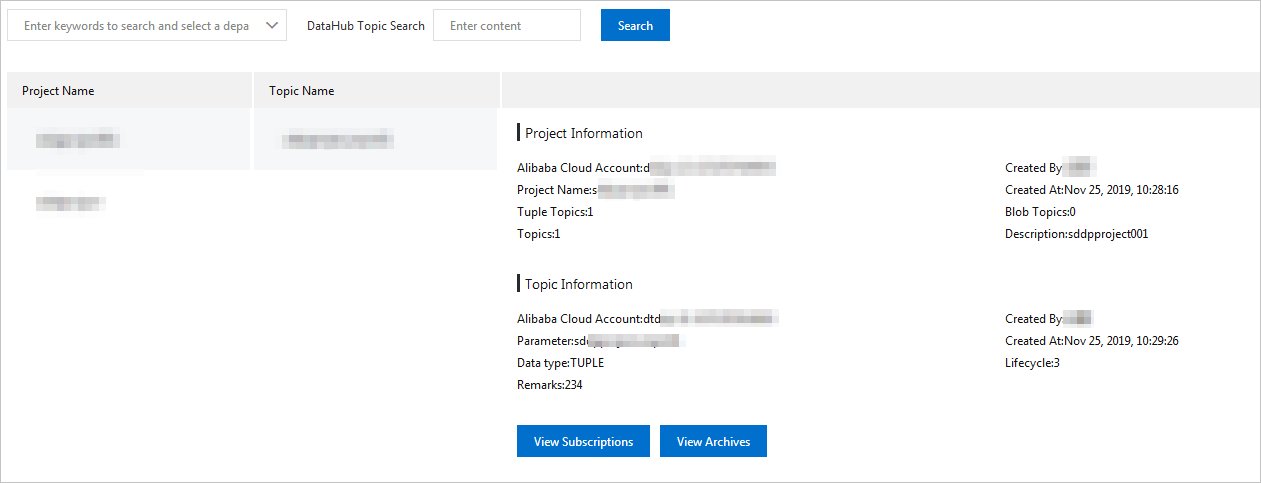 Enter keywords to search and select a depa
DataHub Topic Search
Enter content
Search
Project Name
Topic Name
Project Information
Alibaba Cloud Account:d
Created By:
Project Name:s
Created At:Nov 25, 2019, 10:28:16
Tuple Topics:1
Blob Topics:0
Topics:1
Description:sddpproject001
Topic Information
Alibaba Cloud Account:dtd
Created By:
Parameter:sd
Created At:Nov 25, 2019, 10:29:26
Data type:TUPLE
Lifecycle:3
Remarks:234
View Subscriptions
View Archives